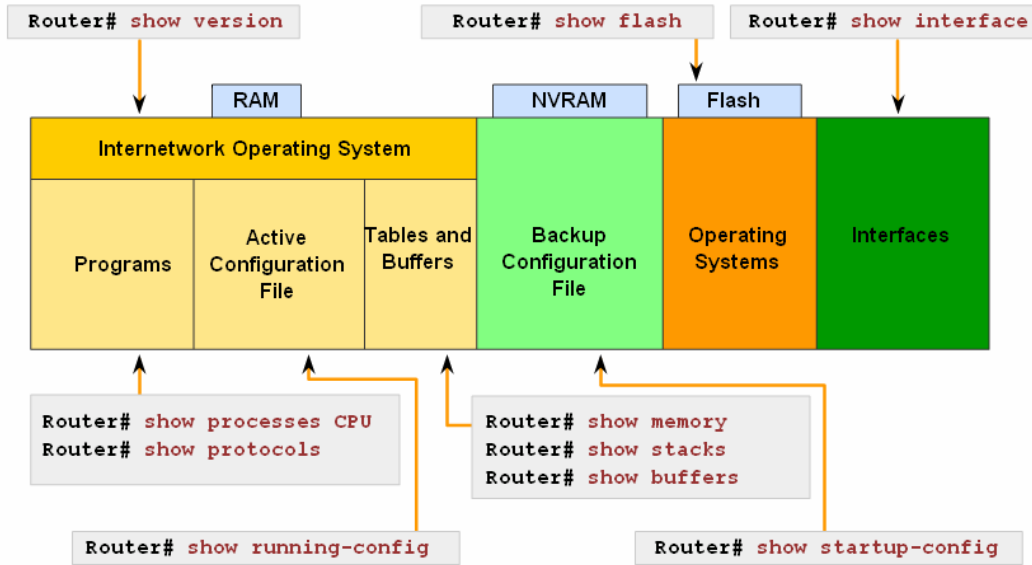 Router# show version
Router# show flash
Router# show interface
RAM
NVRAM
Flash
Internetwork Operating System
Programs
Active
Configuration
File
Tables and
Buffers
Backup
Configuration
File
Operating
Systems
Interfaces
Router# show processes CPU
Router# show protocols
Router# show memory
Router# show stacks
Router# show buffers
Router# show running-config
Router# show startup-config